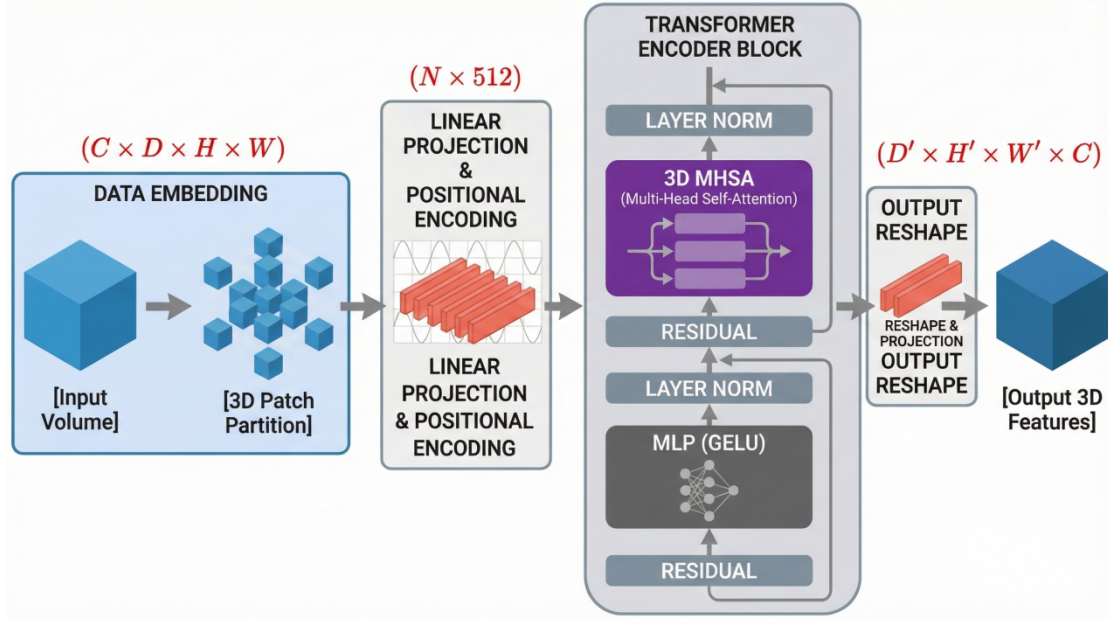 (C × D × H × W)
DATA EMBEDDING
[Input
Volume]
[3D Patch
Partition]
(N × 512)
LINEAR
PROJECTION
&
POSITIONAL
ENCODING
LINEAR
PROJECTION
& POSITIONAL
ENCODING
TRANSFORMER
ENCODER BLOCK
LAYER NORM
3D MHSA
(Multi-Head Self-Attention)
RESIDUAL
LAYER NORM
MLP (GELU)
RESIDUAL
(D′ × H′ × W′ × C)
OUTPUT
RESHAPE
RESHAPE &
PROJECTION
OUTPUT
RESHAPE
[Output 3D
Features]